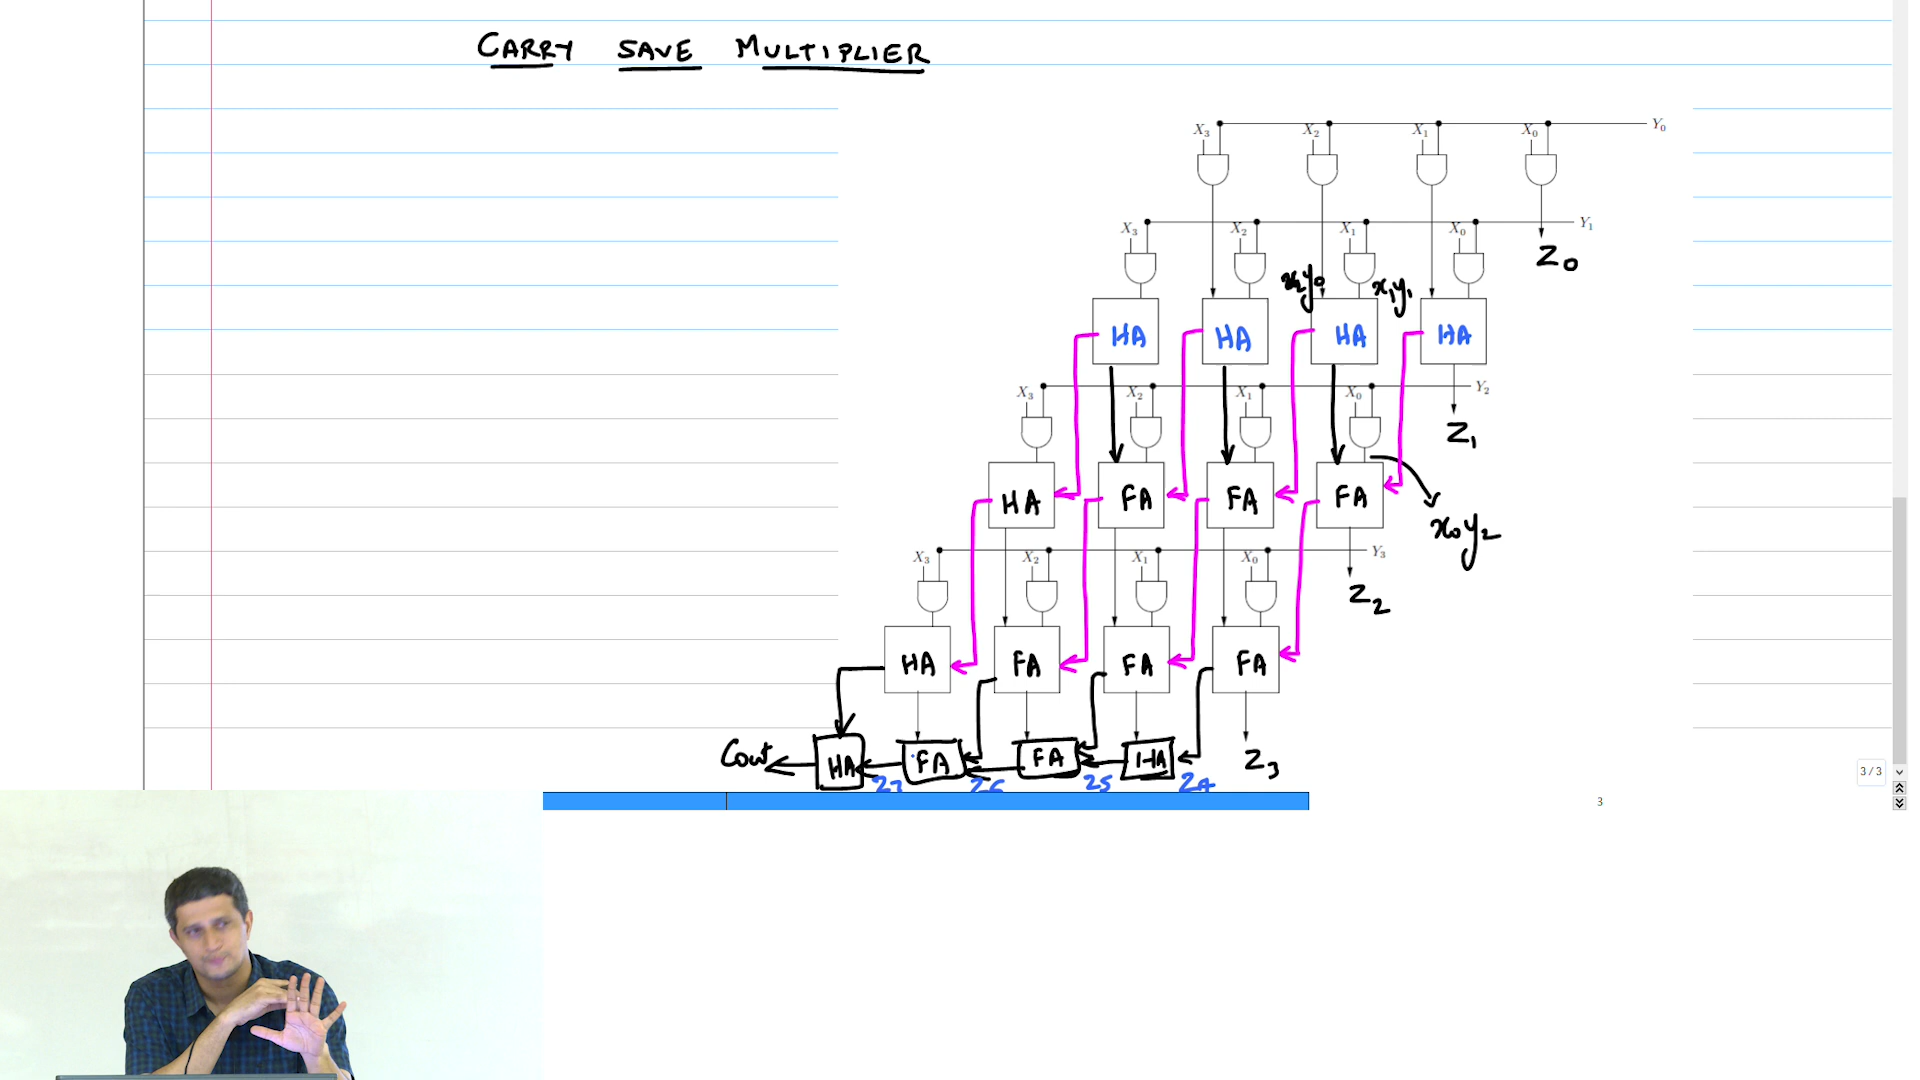 CARRY SAVE MULTIPLIER
X3 X2 X1 X0 Y0
X3 X2 X1 X0 Y1
Z0
x2y0 x1y1
HA HA HA HA
X3 X2 X1 X0 Y2
Z1
HA FA FA FA
x0y2
X3 X2 X1 X0 Y3
Z2
HA FA FA FA
Cout HA FA FA HA Z3
Z7 Z6 Z5 Z4
3/3
3